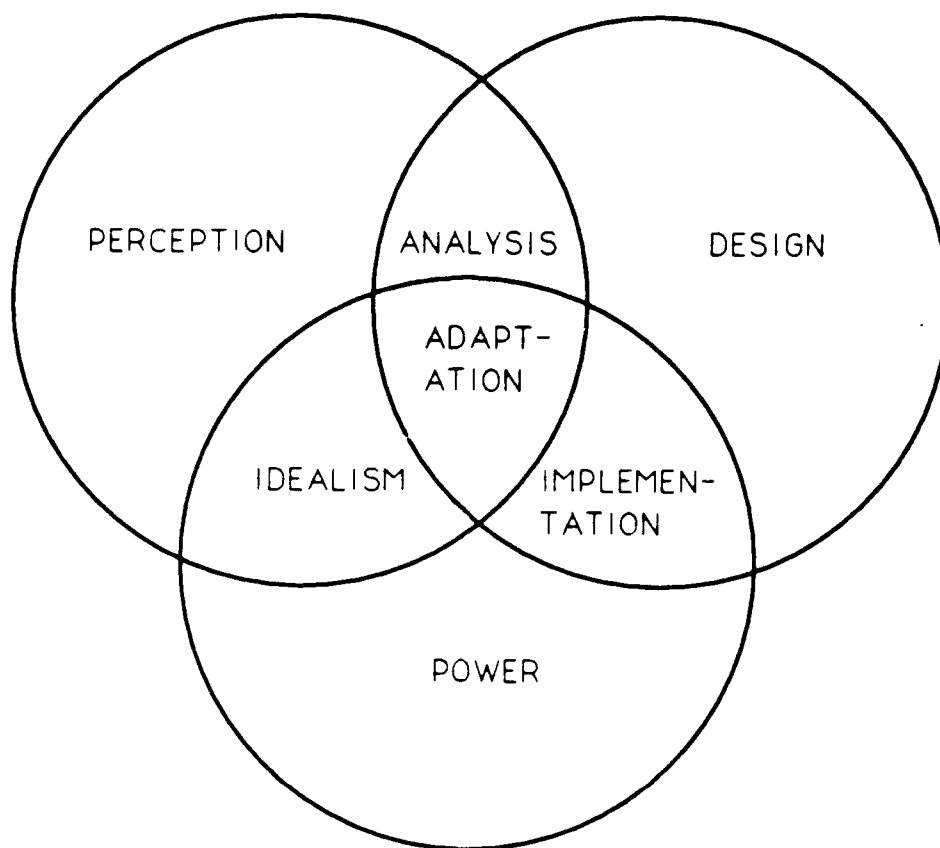 PERCEPTION
ANALYSIS
DESIGN
ADAPT-
ATION
IDEALISM
IMPLEMEN-
TATION
POWER